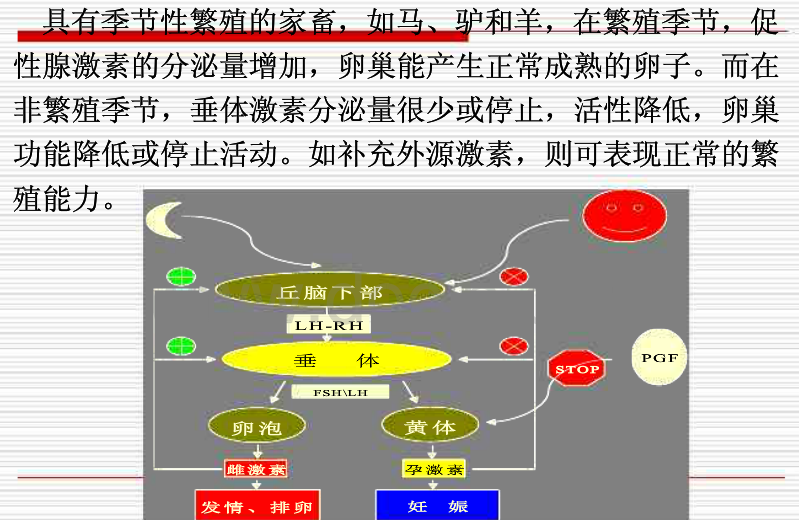 具有季节性繁殖的家畜，如马、驴和羊，在繁殖季节，促
性腺激素的分泌量增加，卵巢能产生正常成熟的卵子。而在
非繁殖季节，垂体激素分泌量很少或停止，活性降低，卵巢
功能降低或停止活动。如补充外源激素，则可表现正常的繁
殖能力。
丘脑下部
LH-RH
垂 体
PGF
STOP
FSH\LH
卵泡
黄体
雌激素
孕激素
发情、排卵
妊 娠